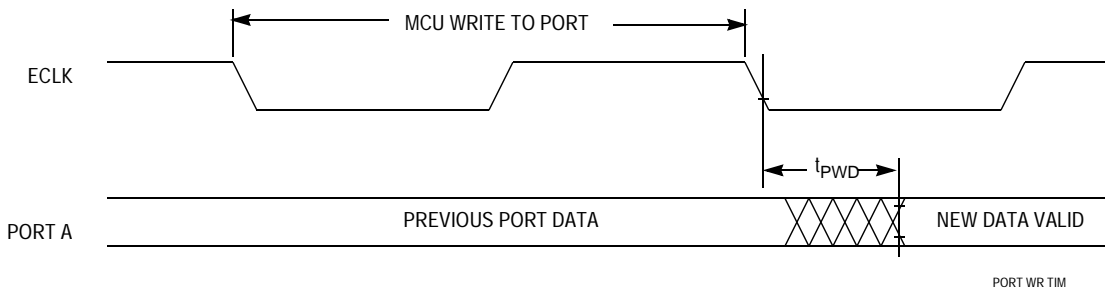 MCU WRITE TO PORT
ECLK
tPWD
PORT A
PREVIOUS PORT DATA
NEW DATA VALID
PORT WR TIM